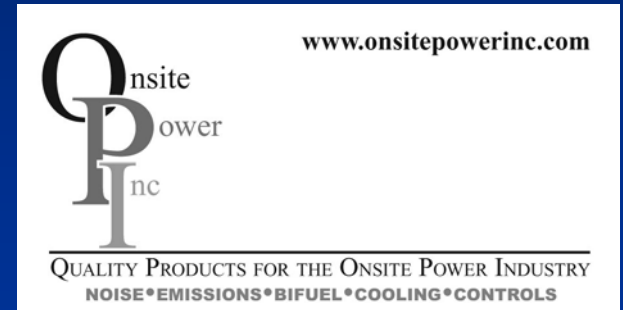 www.onsitepowerinc.com
Onsite
Power
Inc
QUALITY PRODUCTS FOR THE ONSITE POWER INDUSTRY
NOISE•EMISSIONS•BIFUEL•COOLING•CONTROLS